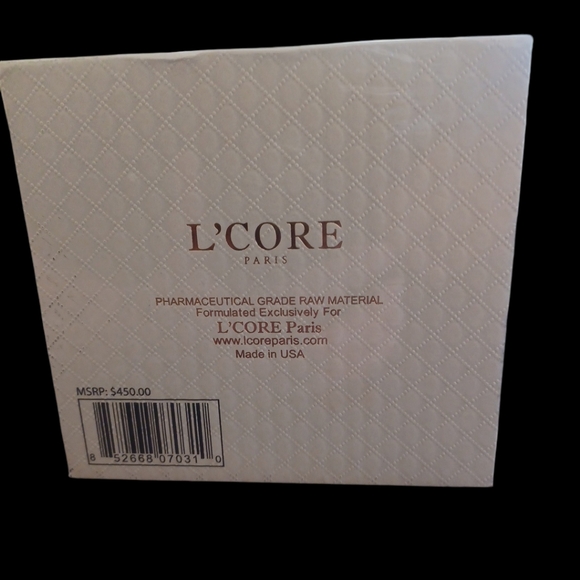 L'CORE
PARIS
PHARMACEUTICAL GRADE RAW MATERIAL
Formulated Exclusively For
L'CORE Paris
www.lcoreparis.com
Made in USA
MSRP: $450.00
8 52668 07031 0